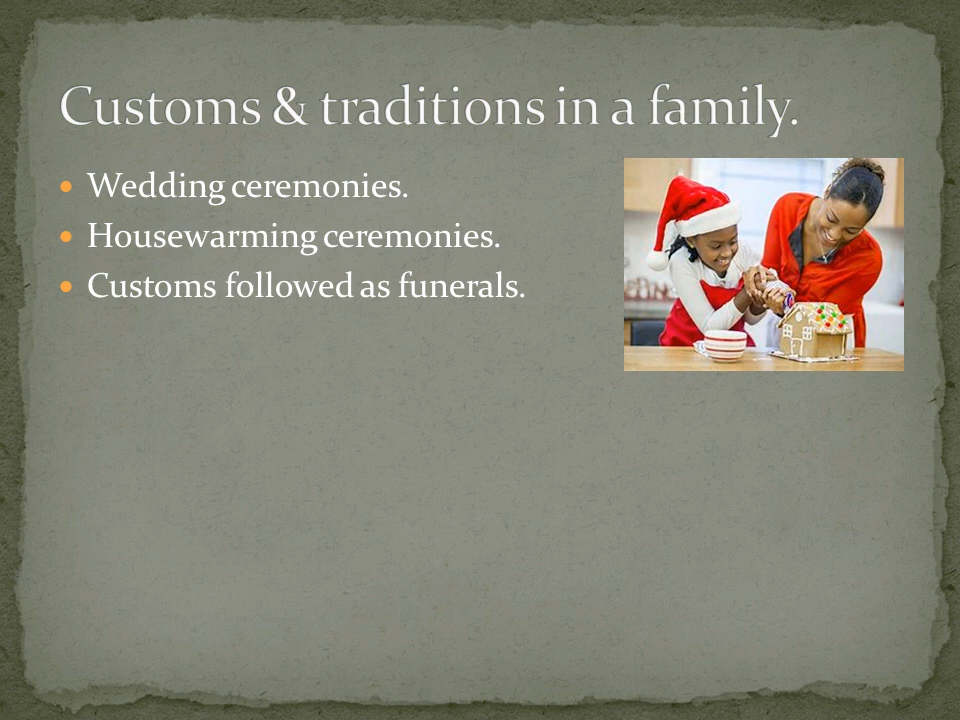 Customs & traditions in a family.
Wedding ceremonies.
Housewarming ceremonies.
Customs followed as funerals.